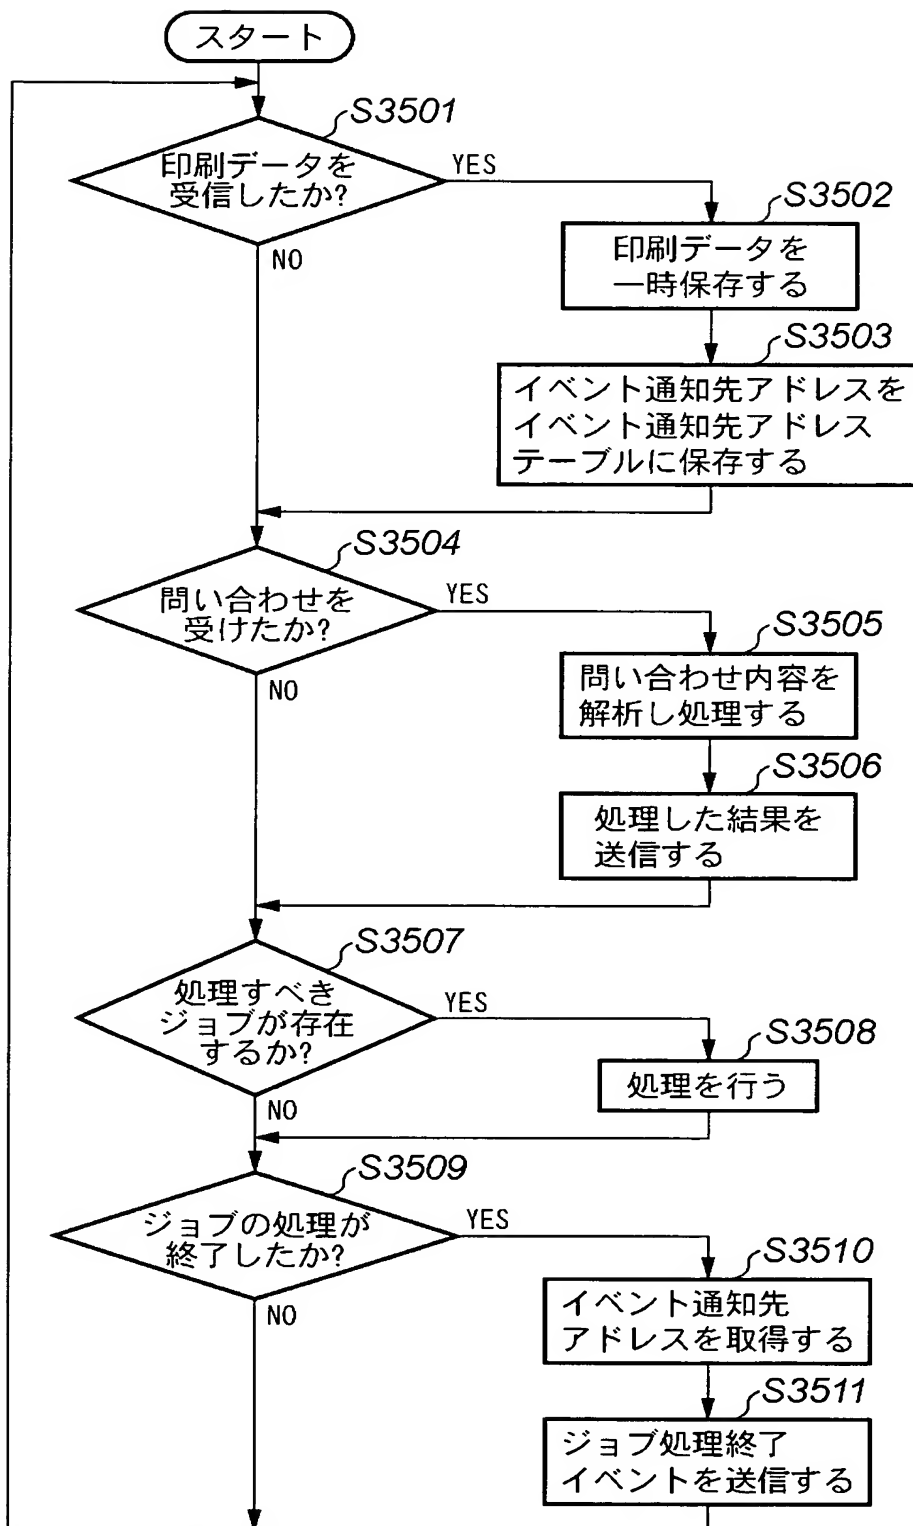 スタート
S3501
印刷データを
受信したか?
YES
NO
S3502
印刷データを
一時保存する
S3503
イベント通知先アドレスを
イベント通知先アドレス
テーブルに保存する
S3504
問い合わせを
受けたか?
YES
NO
S3505
問い合わせ内容を
解析し処理する
S3506
処理した結果を
送信する
S3507
処理すべき
ジョブが存在
するか?
YES
NO
S3508
処理を行う
S3509
ジョブの処理が
終了したか?
YES
NO
S3510
イベント通知先
アドレスを取得する
S3511
ジョブ処理終了
イベントを送信する